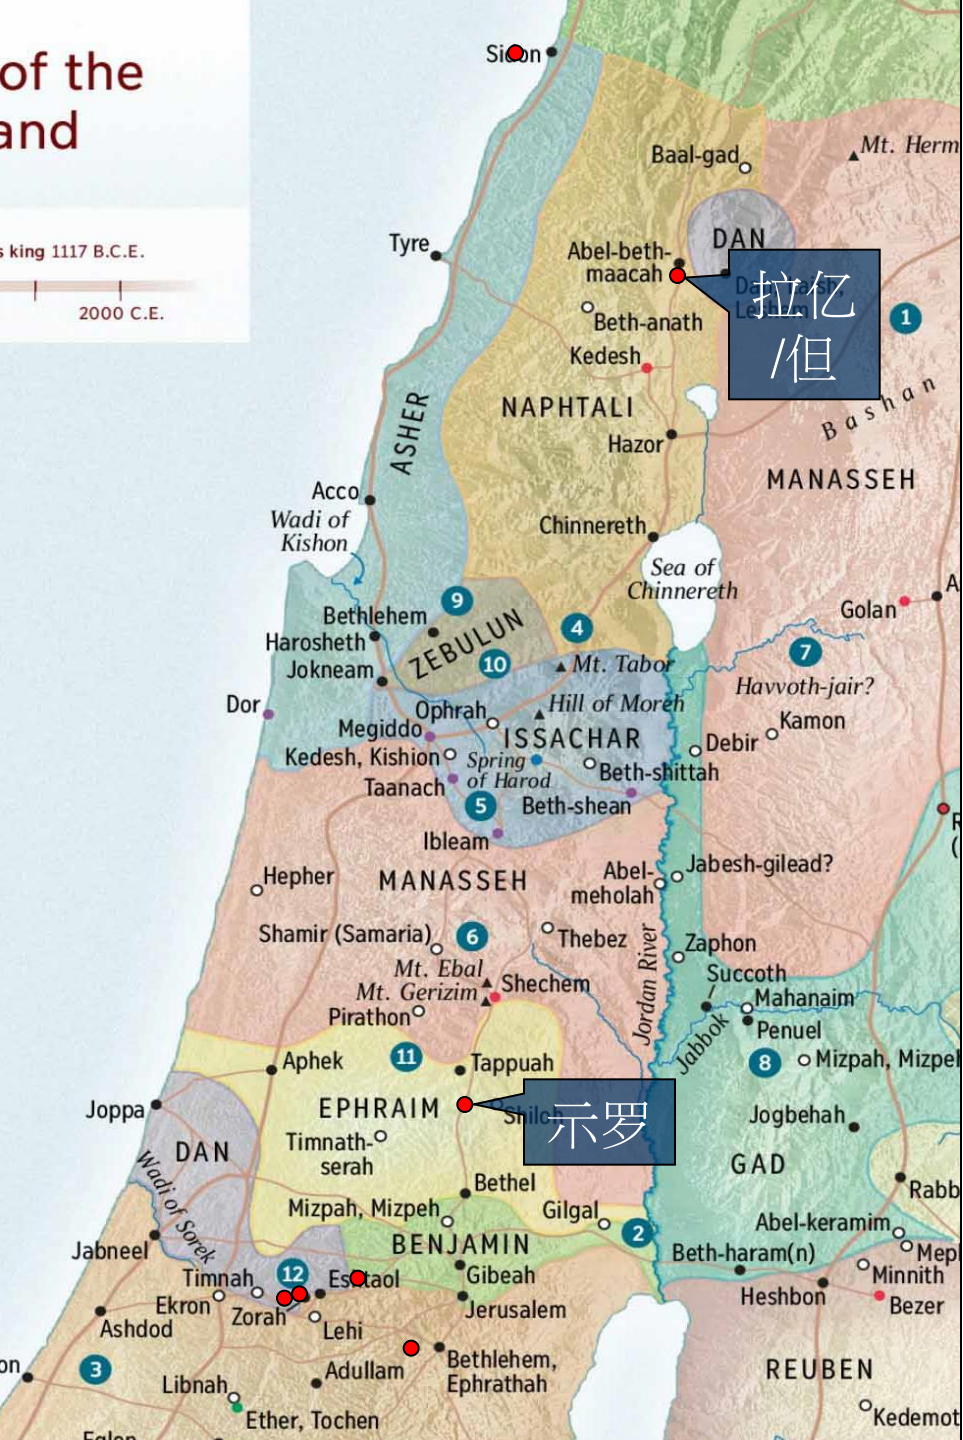 of the
and
s king 1117 B.C.E.
2000 C.E.
Sidon
Baal-gad
Mt. Herm
Tyre
DAN
Abel-beth-
maacah
拉亿
/但
1
Beth-anath
Kedesh
Bashan
NAPHTALI
ASHER
Hazor
MANASSEH
Acco
Wadi of
Kishon
Chinnereth
Sea of
Chinnereth
Golan
A
9
Bethlehem
ZEBULUN
4
Harosheth
10
Mt. Tabor
7
Jokneam
Havvoth-jair?
Dor
Ophrah
Hill of Moreh
Kamon
Megiddo
ISSACHAR
Debir
Kedesh, Kishion
Spring
of Harod
Beth-shittah
Taanach
5
Beth-shean
Ibleam
R
(
Hepher
MANASSEH
Abel-
meholah
Jabesh-gilead?
Shamir (Samaria)
6
Thebez
Zaphon
Mt. Ebal
Shechem
Jordan River
Succoth
Mt. Gerizim
Mahanaim
Pirathon
Jabbok
Penuel
11
Aphek
Tappuah
8
Mizpah, Mizpeh
Joppa
EPHRAIM
Shiloh
示罗
Jogbehah
DAN
Timnath-
serah
GAD
Wadi of Sorek
Bethel
Rabb
Mizpah, Mizpeh
Gilgal
2
Abel-keramim
Jabneel
BENJAMIN
Beth-haram(n)
Mep
Timnah
12
Eshtaol
Gibeah
Minnith
Ekron
Zorah
Jerusalem
Heshbon
Bezer
Ashdod
Lehi
on
3
Adullam
Bethlehem,
Ephrathah
REUBEN
Libnah
Ether, Tochen
Kedemot
Eglon